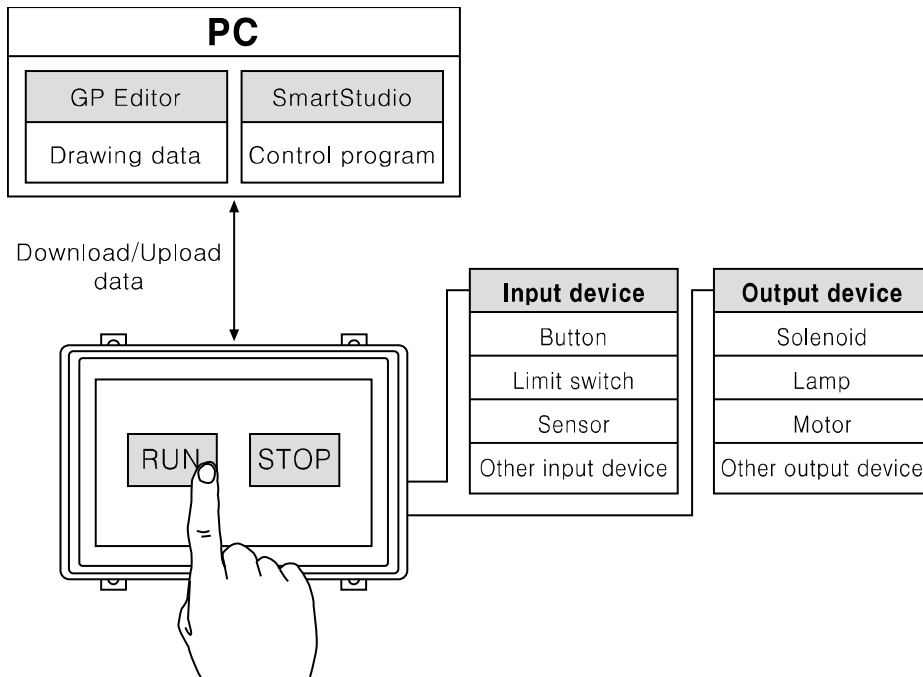 PC
GP Editor
Drawing data
SmartStudio
Control program
Download/Upload
data
RUN
STOP
Input device
Button
Limit switch
Sensor
Other input device
Output device
Solenoid
Lamp
Motor
Other output device